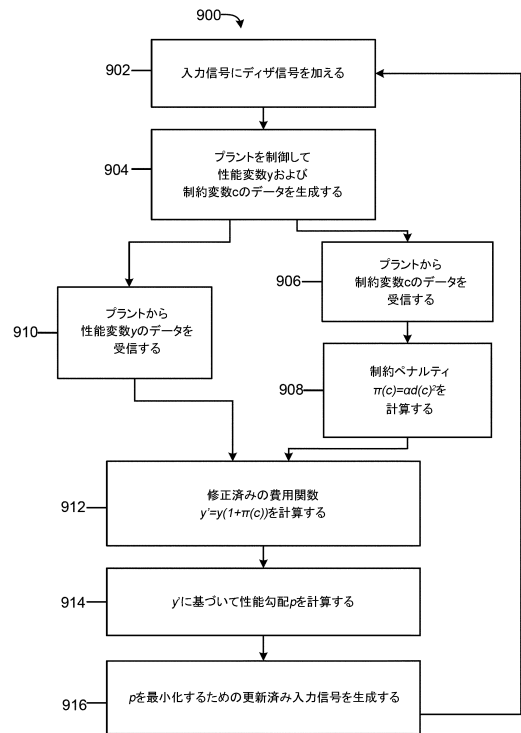 900
902
入力信号にディザ信号を加える
904
プラントを制御して
性能変数yおよび
制約変数cのデータを生成する
906
プラントから
制約変数cのデータを
受信する
910
プラントから
性能変数yのデータを
受信する
908
制約ペナルティ
π(c)=αd(c)²を
計算する
912
修正済みの費用関数
y'=y(1+π(c))を計算する
914
y'に基づいて性能勾配pを計算する
916
pを最小化するための更新済み入力信号を生成する